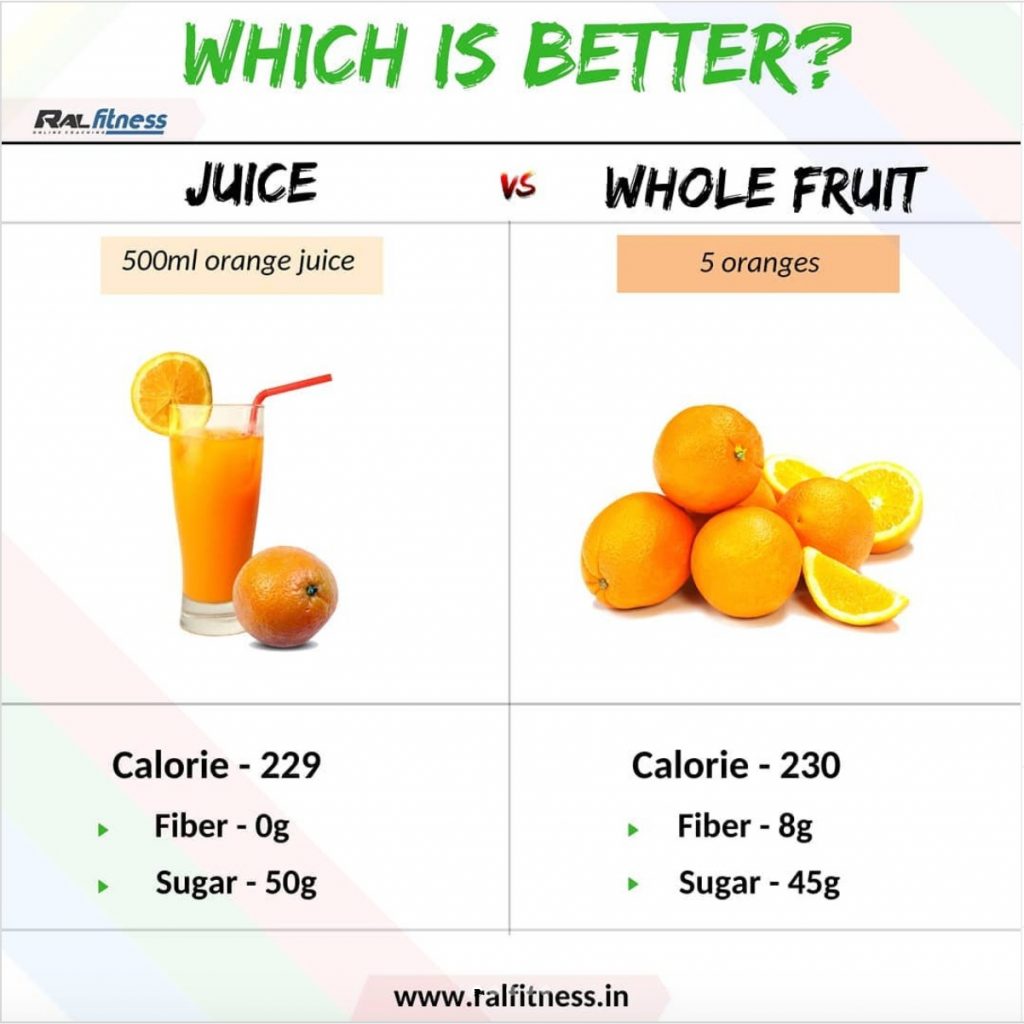 WHICH IS BETTER?
RAL fitness
ONLINE COACHING
JUICE VS WHOLE FRUIT
500ml orange juice
5 oranges
Calorie - 229
Fiber - 0g
Sugar - 50g
Calorie - 230
Fiber - 8g
Sugar - 45g
www.ralfitness.in